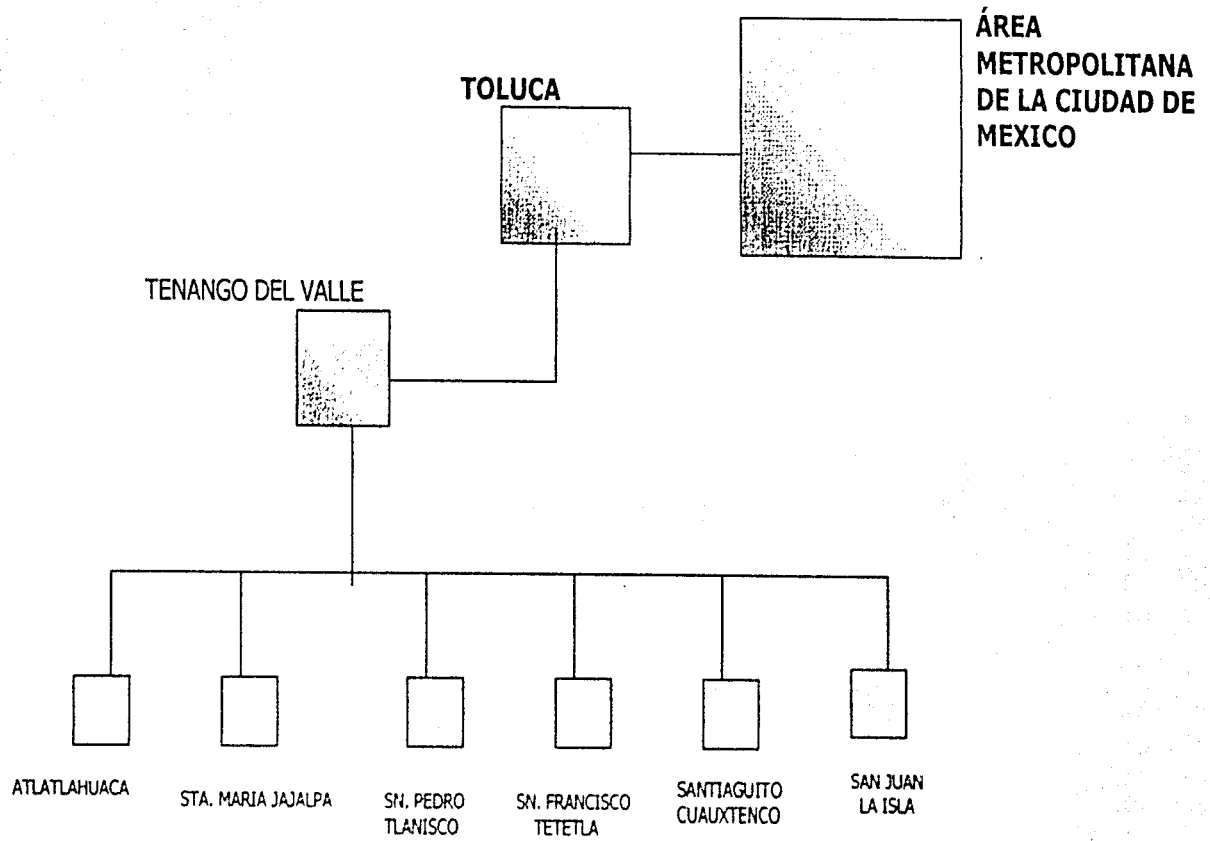 ÁREA
METROPOLITANA
DE LA CIUDAD DE
MEXICO
TOLUCA
TENANGO DEL VALLE
ATLATLAHUACA
STA. MARIA JAJALPA
SN. PEDRO
TLANISCO
SN. FRANCISCO
TETETLA
SANTIAGUITO
CUAUXTENCO
SAN JUAN
LA ISLA